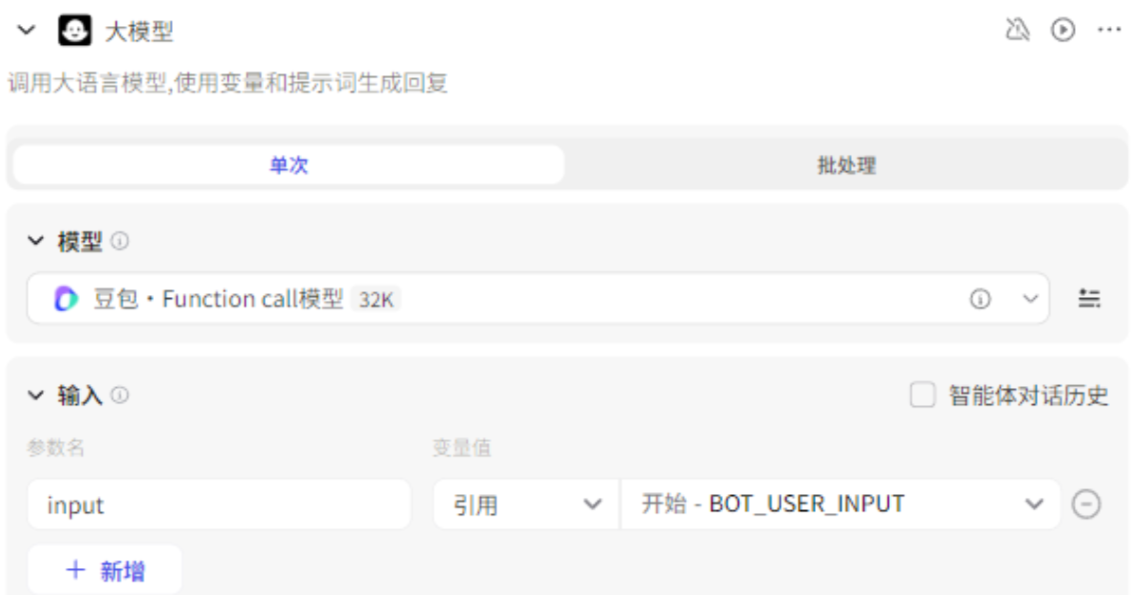 大模型
调用大语言模型,使用变量和提示词生成回复
单次 批处理
模型
豆包・Function call模型 32K
输入 智能体对话历史
参数名 变量值
input 引用 开始 - BOT_USER_INPUT
+ 新增